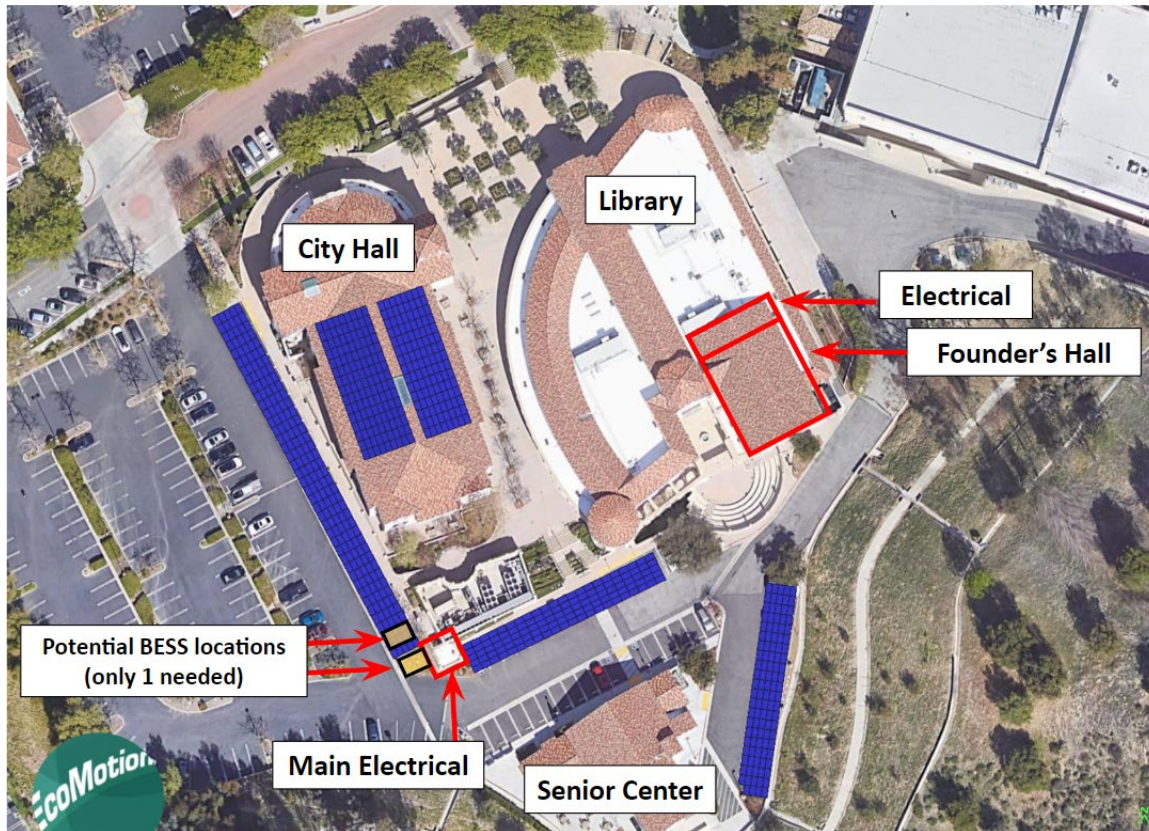 Library
City Hall
Electrical
Founder's Hall
Potential BESS locations
(only 1 needed)
Main Electrical
Senior Center
EcoMotion